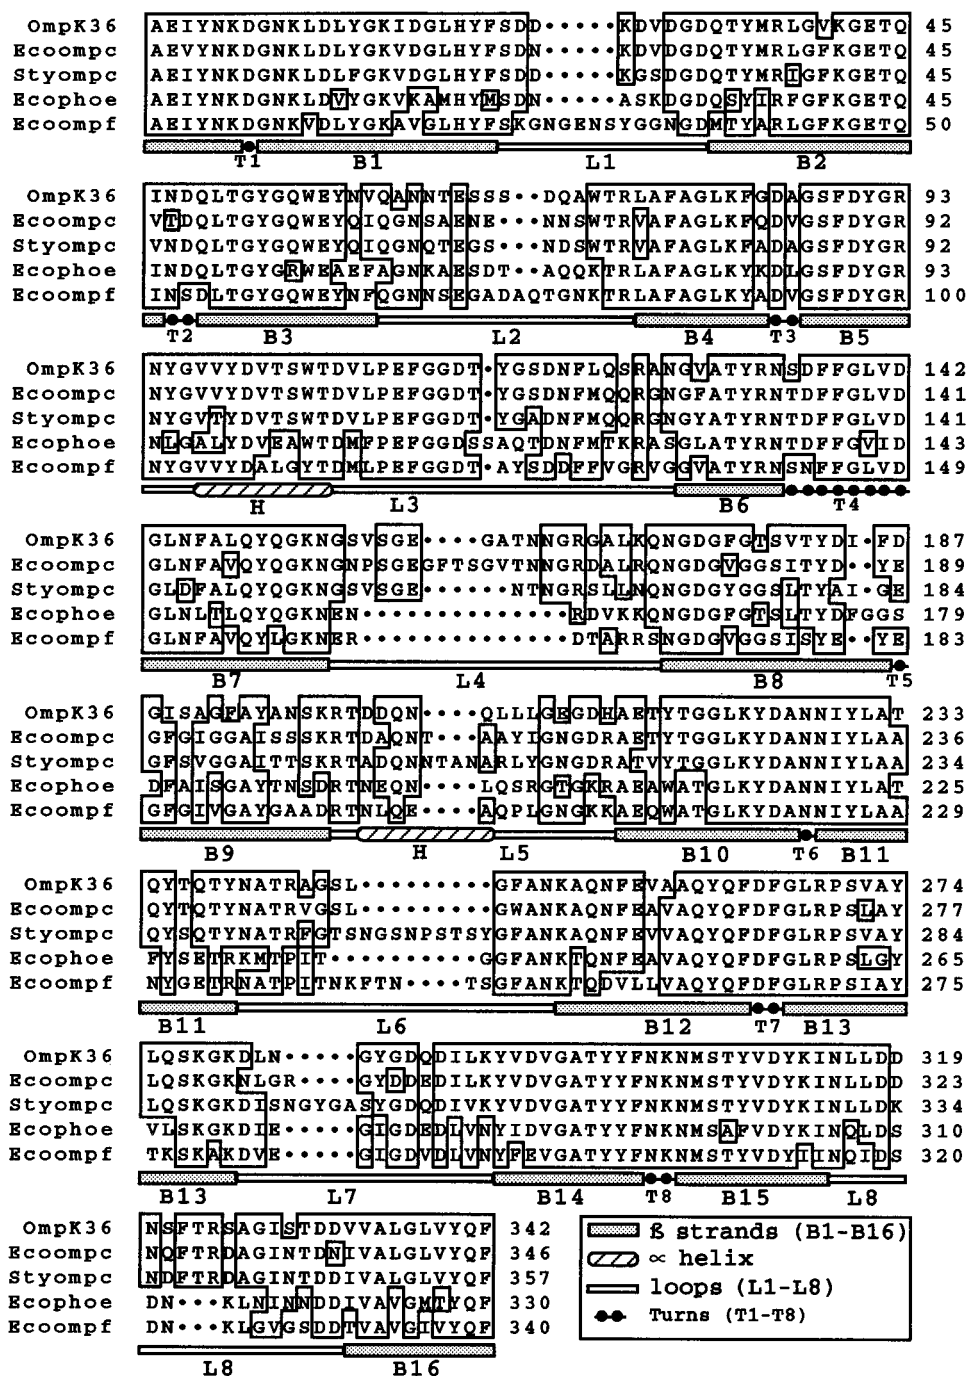 OmpK36 AEIYNKDGNKLDLYGKIDGLHYFSDD•••••KDVDGDQTYMRLGVKGETQ 45
Ecoompc AEVYNKDGNKLDLYGKVDGLHYFSDN•••••KDVDGDQTYMRLGFKGETQ 45
Styompc AEVYNKDGNKLDLFGKVDGLHYFSDD•••••KGSDGDQTYMRIGFKGETQ 45
Ecophoe AEIYNKDGNKLDVYGKVKAMHYMSDN•••••ASKDGDQSYIRFGFKGETQ 45
Ecoompf AEIYNKDGNKVDLYGKAVGLHYFSKGNGENSYGGNGDMTYARLGFKGETQ 50
T1 B1 L1 B2
OmpK36 INDQLTGYGQWEYNVQANNTESSS••DQAWTRLAFAGLKFGDAGSFDYGR 93
Ecoompc VTDQLTGYGQWEYQIQGNSAENE•••NNSWTRVAFAGLKFQDVGSFDYGR 92
Styompc VNDQLTGYGQWEYQIQGNQTEGS•••NDSWTRVAFAGLKFADAGSFDYGR 92
Ecophoe INDQLTGYGRWEAEFAGNKAESDT••AQQKTRLAFAGLKYKDLGSFDYGR 93
Ecoompf INSDLTGYGQWEYNFQGNNSEGADAQTGNKTRLAFAGLKYADVGSFDYGR 100
T2 B3 L2 B4 T3 B5
OmpK36 NYGVVYDVTSWTDVLPEFGGDT•YGSDNFLQSRANGVATYRNSDFFGLVD 142
Ecoompc NYGVVYDVTSWTDVLPEFGGDT•YGSDNFMQQRGNGFATYRNTDFFGLVD 141
Styompc NYGVTYDVTSWTDVLPEFGGDT•YGADNFMQQRGNGYATYRNTDFFGLVD 141
Ecophoe NLGALYDVEAWTDMFPEFGGDSSAQTDNFMTKRASGLATYRNTDFFGVID 143
Ecoompf NYGVVYDALGYTDMLPEFGGDT•AYSDDFFVGRVGGVATYRNSNFFGLVD 149
H L3 B6 T4
OmpK36 GLNFALQYQGKNGSVSGE••••GATNNGRGALKQNGDGFGTSVTYDI•FD 187
Ecoompc GLNFAVQYQGKNGNPSGEGFTSGVTNNGRDALRQNGDGVGGSITYD••YE 189
Styompc GLDFALQYQGKNGSVSGE••••••NTNGRSLLNQNGDGYGGSLTYAI•GE 184
Ecophoe GLNLTLQYQGKNEN••••••••••••••RDVKKQNGDGFGTSLTYDFGGS 179
Ecoompf GLNFAVQYLGKNER••••••••••••••DTARRSNGDGVGGSISYE••YE 183
B7 L4 B8 T5
OmpK36 GISAGFAYANSKRTDDQN••••QLLLGEGDHAETYTGGLKYDANNIYLAT 233
Ecoompc GFGIGGAISSSKRTDAQNT•••AAYIGNGDRAETYTGGLKYDANNIYLAA 236
Styompc GFSVGGAITTSKRTADQNNTANARLYGNGDRATVYTGGLKYDANNIYLAA 234
Ecophoe DFAISGAYTNSDRTNEQN••••LQSRGTGKRAEAWATGLKYDANNIYLAT 225
Ecoompf GFGIVGAYGAADRTNLQE••••AQPLGNGKKAEQWATGLKYDANNIYLAA 229
B9 H L5 B10 T6 B11
OmpK36 QYTQTYNATRAGSL•••••••••GFANKAQNFEVAAQYQFDFGLRPSVAY 274
Ecoompc QYTQTYNATRVGSL•••••••••GWANKAQNFEAVAQYQFDFGLRPSLAY 277
Styompc QYSQTYNATRFGTSNGSNPSTSYGFANKAQNFEVVAQYQFDFGLRPSVAY 284
Ecophoe FYSETRKMTPIT•••••••••••GGFANKTQNFEAVAQYQFDFGLRPSLGY 265
Ecoompf NYGETRNATPITNKFTN••••TSGFANKTQDVLLVAQYQFDFGLRPSIAY 275
B11 L6 B12 T7 B13
OmpK36 LQSKGKDLN•••••GYGDQDILKYVDVGATYYFNKNMSTYVDYKINLLDD 319
Ecoompc LQSKGKNLGR••••GYDDEDILKYVDVGATYYFNKNMSTYVDYKINLLDD 323
Styompc LQSKGKDISNGYGASYGDQDIVKYVDVGATYYFNKNMSTYVDYKINLLDK 334
Ecophoe VLSKGKDIE•••••GIGDEDLVNYIDVGATYYFNKNMSAFVDYKINQLDS 310
Ecoompf TKSKAKDVE•••••GIGDVDLVNYFEVGATYYFNKNMSTYVDYIINQIDS 320
B13 L7 B14 T8 B15 L8
OmpK36 NSFTRSAGISTDDVVALGLVYQF 342
Ecoompc NQFTRDAGINTDNIVALGLVYQF 346
Styompc NDFTRDAGINTDDIVALGLVYQF 357
Ecophoe DN•••KLNINNDDIVAVGMTYQF 330
Ecoompf DN•••KLGVGSDDTVAVGIVYQF 340
L8 B16
ß strands (B1-B16)
∝ helix
loops (L1-L8)
Turns (T1-T8)